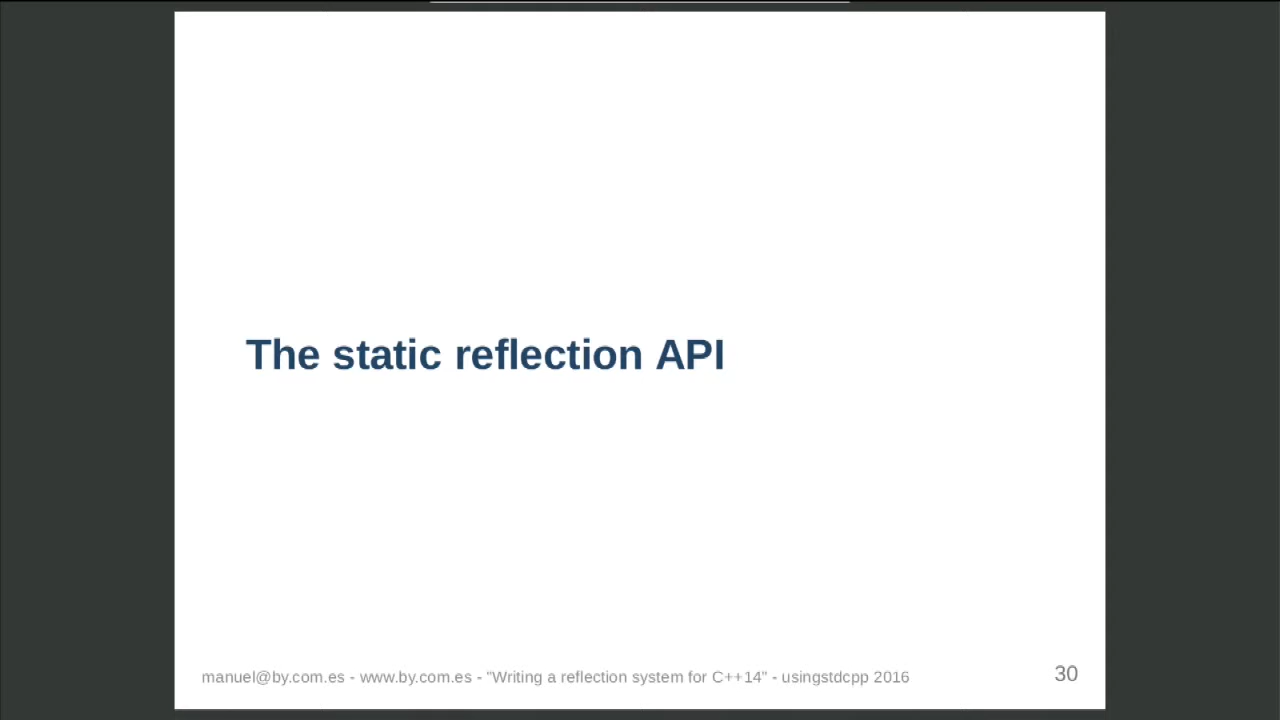 The static reflection API
manuel@by.com.es - www.by.com.es - "Writing a reflection system for C++14" - usingstdcpp 2016
30